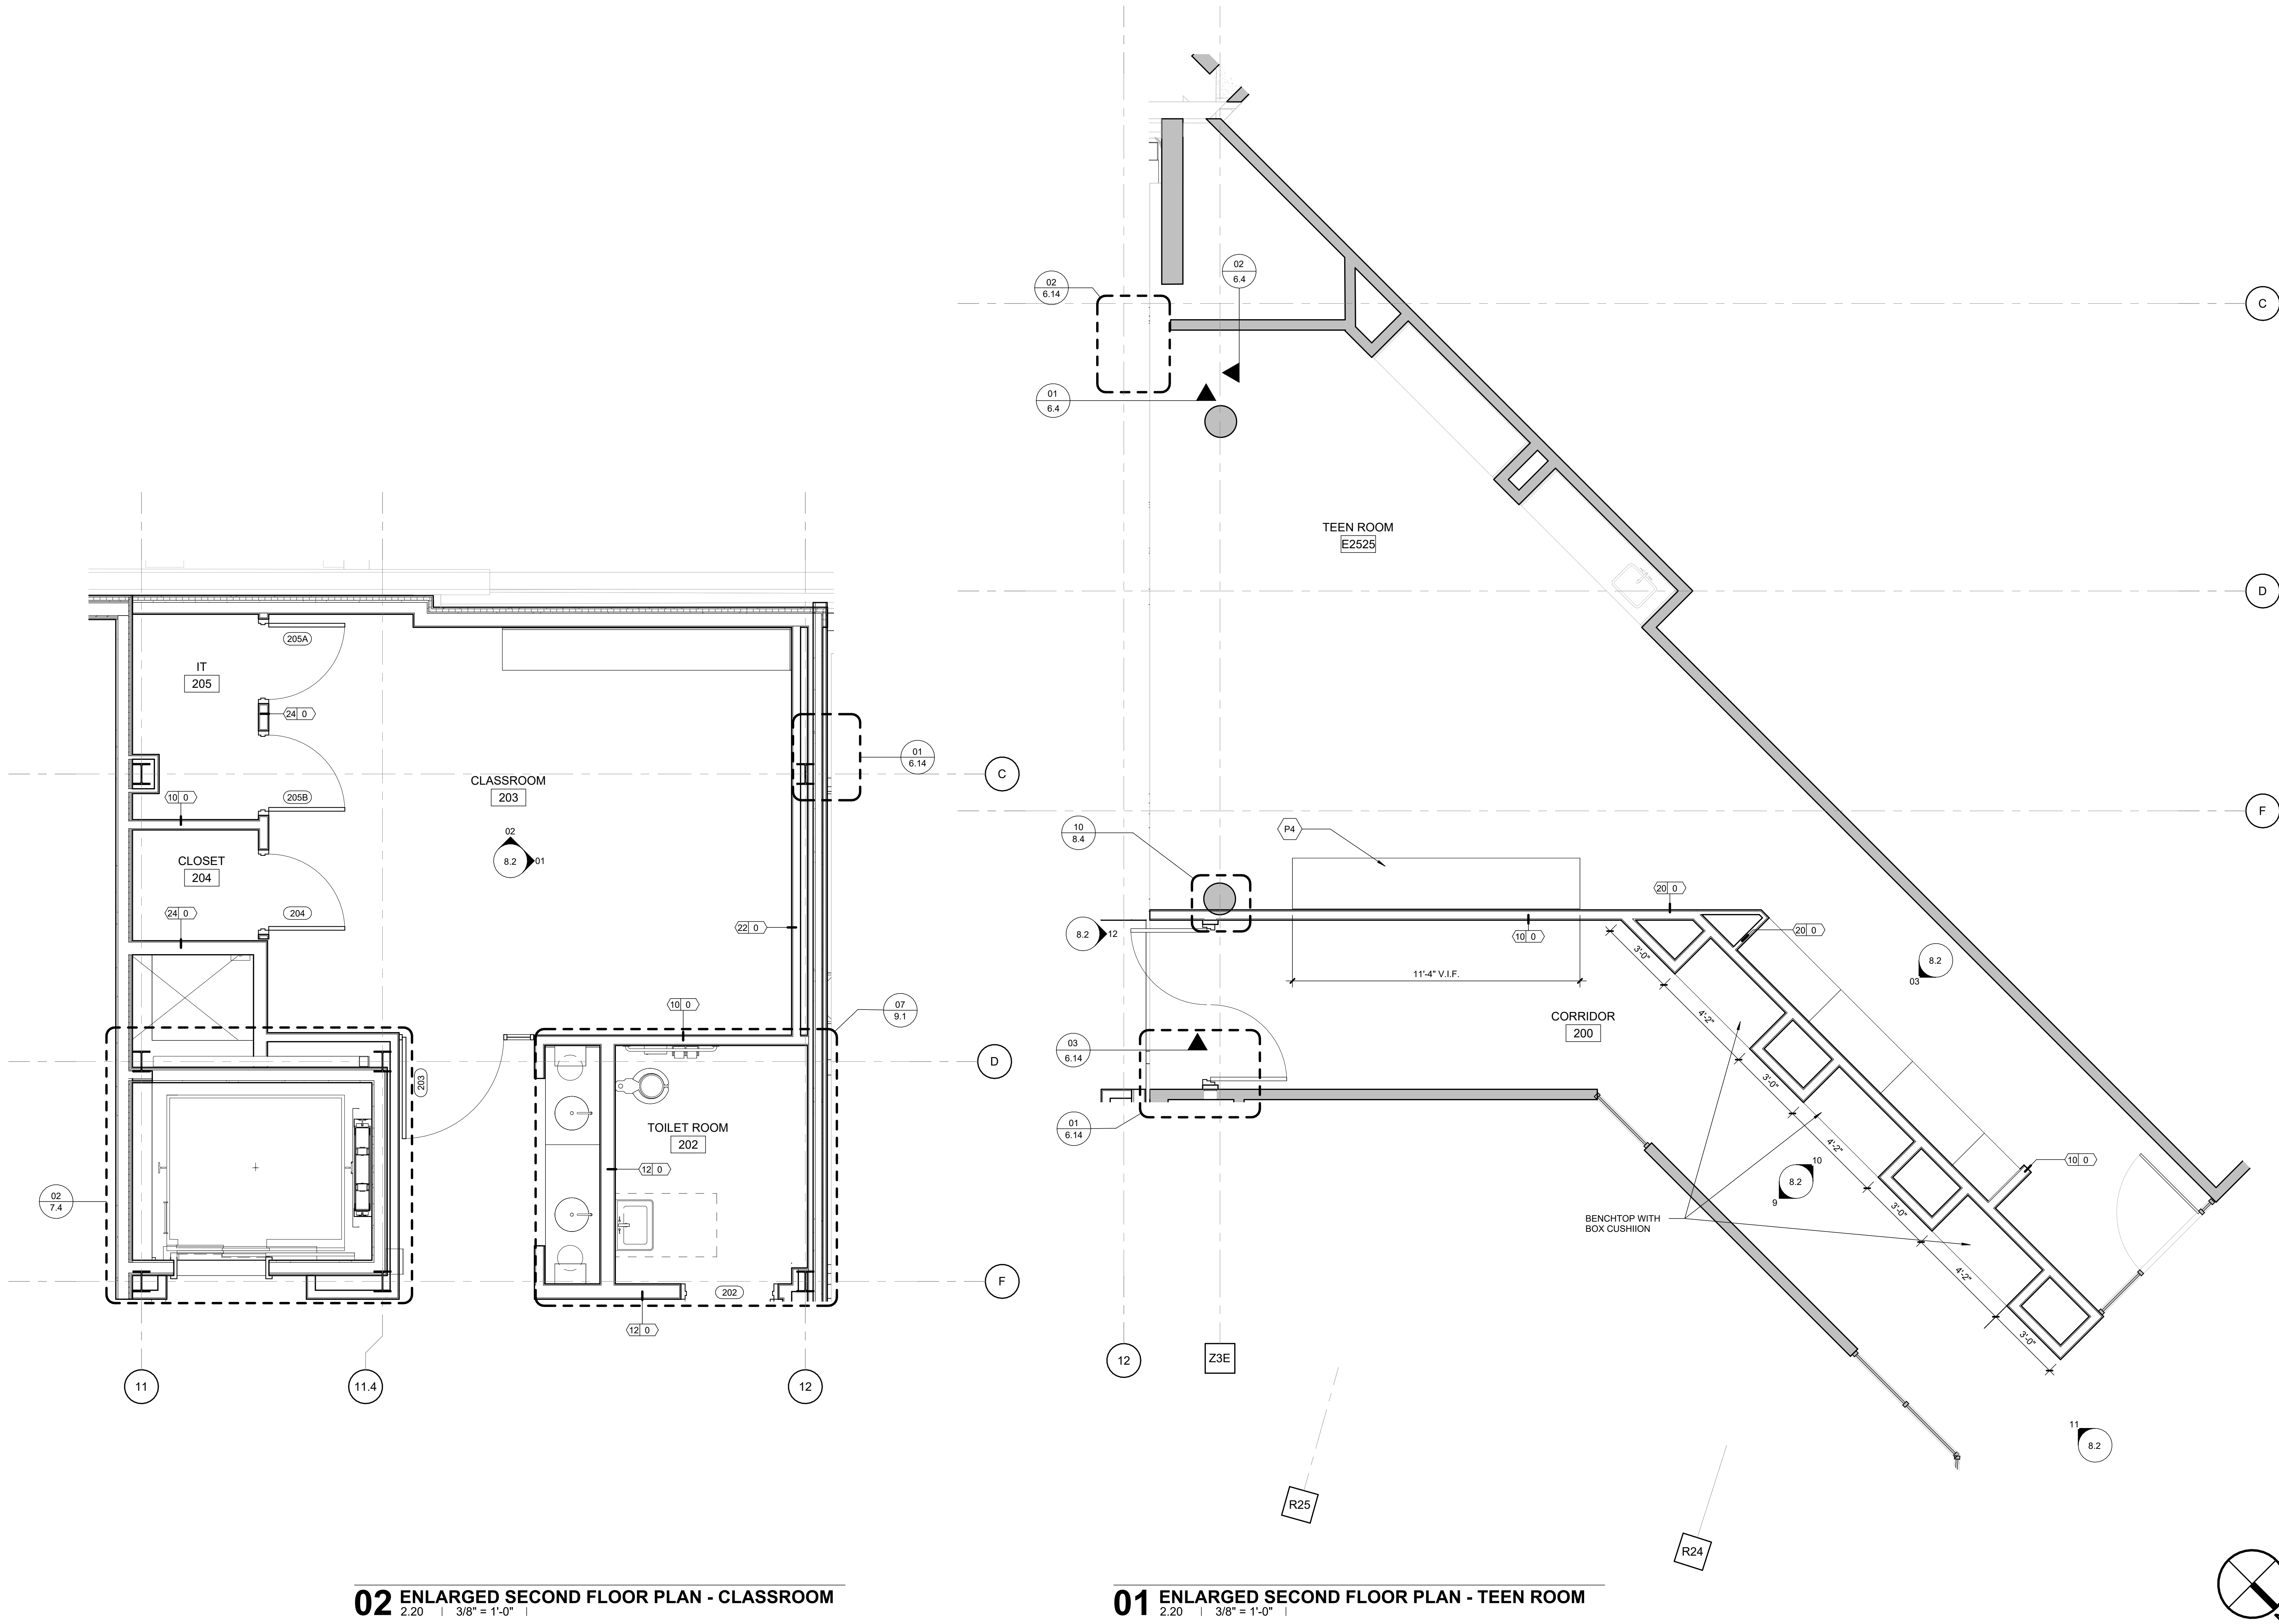 02
6.14
02
6.4
C
01
6.4
TEEN ROOM
E2525
D
205A
IT
205
24 0
01
6.14
C
CLASSROOM
203
10 0
205B
F
02
8.2
01
10
8.4
P4
CLOSET
204
20 0
24 0
204
22 0
8.2
12
10 0
20 0
3'-0"
8.2
03
11'-4" V.I.F.
10 0
07
9.1
4'-2"
CORRIDOR
200
03
6.14
D
203
3'-0"
TOILET ROOM
202
01
6.14
4'-2"
12 0
10
8.2
9
10 0
02
7.4
3'-0"
BENCHTOP WITH
BOX CUSHIION
F
4'-2"
202
12 0
3'-0"
11
11.4
12
12
Z3E
11
8.2
R25
R24
02 ENLARGED SECOND FLOOR PLAN - CLASSROOM
2.20 | 3/8" = 1'-0" |
01 ENLARGED SECOND FLOOR PLAN - TEEN ROOM
2.20 | 3/8" = 1'-0" |